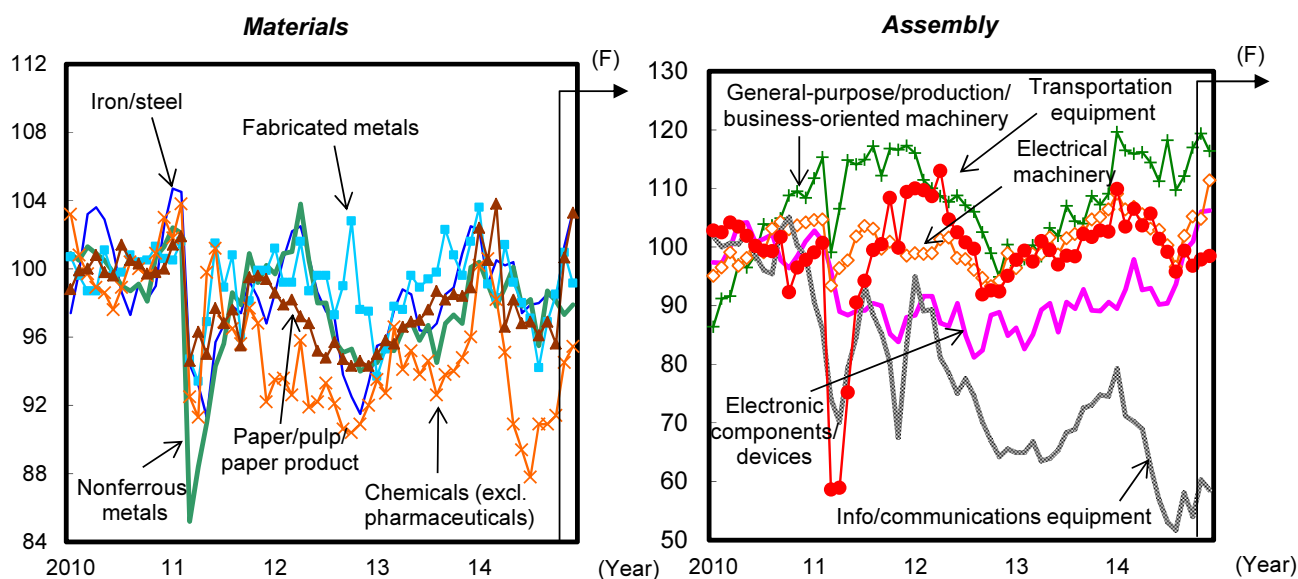 Materials
(F)
112
108
104
100
96
92
88
84
Iron/steel
Fabricated metals
Paper/pulp/
paper product
Nonferrous
metals
Chemicals (excl.
pharmaceuticals)
2010 11 12 13 14 (Year)
Assembly
(F)
130
120
110
100
90
80
70
60
50
General-purpose/production/
business-oriented machinery
Transportation
equipment
Electrical
machinery
Electronic
components/
devices
Info/communications equipment
2010 11 12 13 14 (Year)